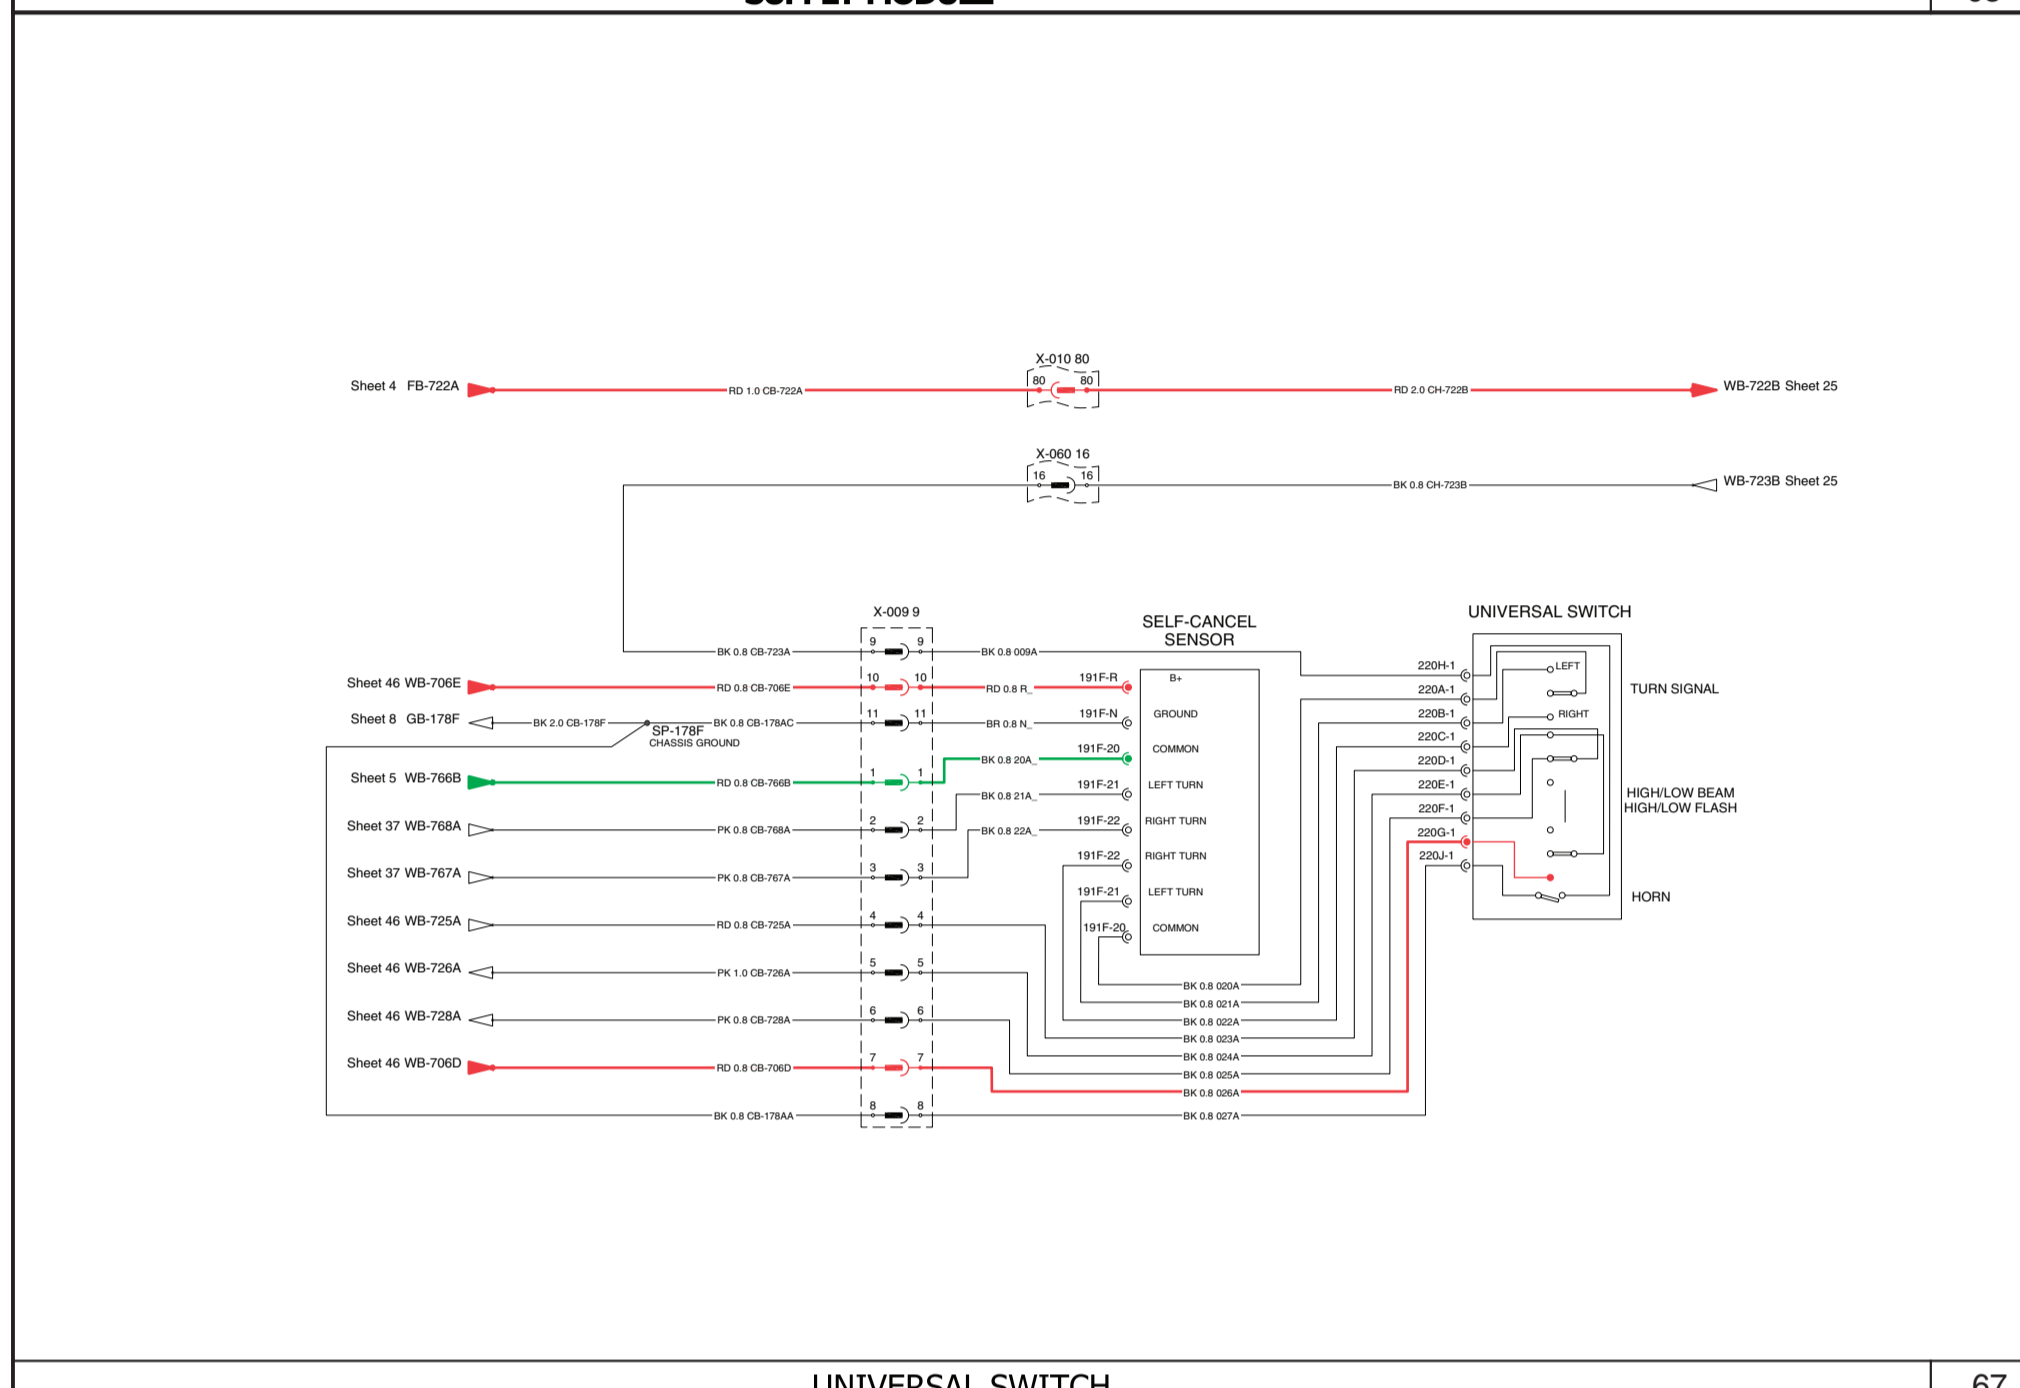 X-010 80
Sheet 4 FB-722A
80 80
RD 1.0 CB-722A
RD 2.0 CH-722B
WB-722B Sheet 25
X-060 16
16 16
BK 0.8 CH-723B
WB-723B Sheet 25
X-009 9
SELF-CANCEL
SENSOR
UNIVERSAL SWITCH
BK 0.8 CB-723A
9 9
BK 0.8 009A
Sheet 46 WB-706E
RD 0.8 CB-706E
10 10
RD 0.8 R_
191F-R
B+
Sheet 8 GB-178F
BK 2.0 CB-178F
SP-178F
CHASSIS GROUND
BK 0.8 CB-178AC
11 11
BR 0.8 N_
191F-N
GROUND
Sheet 5 WB-766B
RD 0.8 CB-766B
1 1
BK 0.8 20A_
191F-20
COMMON
Sheet 37 WB-768A
PK 0.8 CB-768A
2 2
BK 0.8 21A_
191F-21
LEFT TURN
Sheet 37 WB-767A
PK 0.8 CB-767A
3 3
BK 0.8 22A_
191F-22
RIGHT TURN
191F-22
RIGHT TURN
191F-21
LEFT TURN
191F-20
COMMON
Sheet 46 WB-725A
RD 0.8 CB-725A
4 4
Sheet 46 WB-726A
PK 1.0 CB-726A
5 5
Sheet 46 WB-728A
PK 0.8 CB-728A
6 6
Sheet 46 WB-706D
RD 0.8 CB-706D
7 7
BK 0.8 CB-178AA
8 8
BK 0.8 020A
BK 0.8 021A
BK 0.8 022A
BK 0.8 023A
BK 0.8 024A
BK 0.8 025A
BK 0.8 026A
BK 0.8 027A
220H-1
220A-1
220B-1
220C-1
220D-1
220E-1
220F-1
220G-1
220J-1
LEFT
RIGHT
TURN SIGNAL
HIGH/LOW BEAM
HIGH/LOW FLASH
HORN
UNIVERSAL SWITCH
67